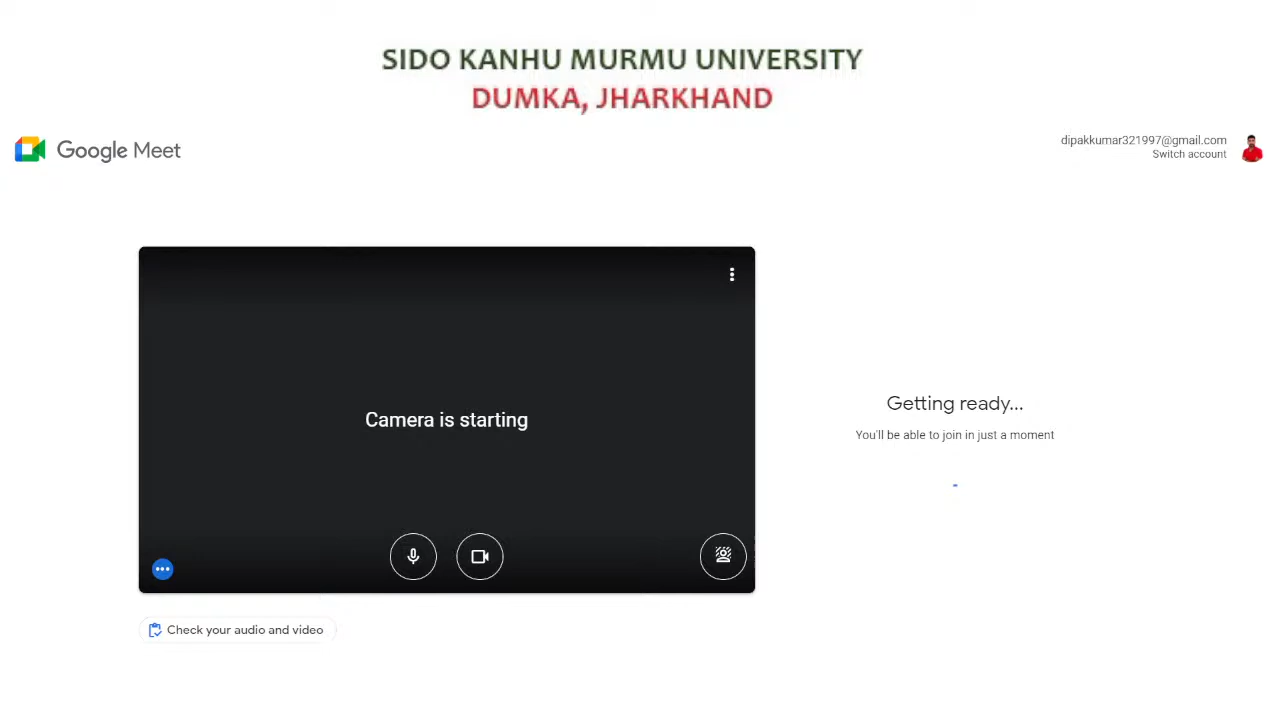 SIDO KANHU MURMU UNIVERSITY
DUMKA, JHARKHAND
Google Meet
dipakkumar321997@gmail.com
Switch account
Camera is starting
Getting ready...
You'll be able to join in just a moment
Check your audio and video